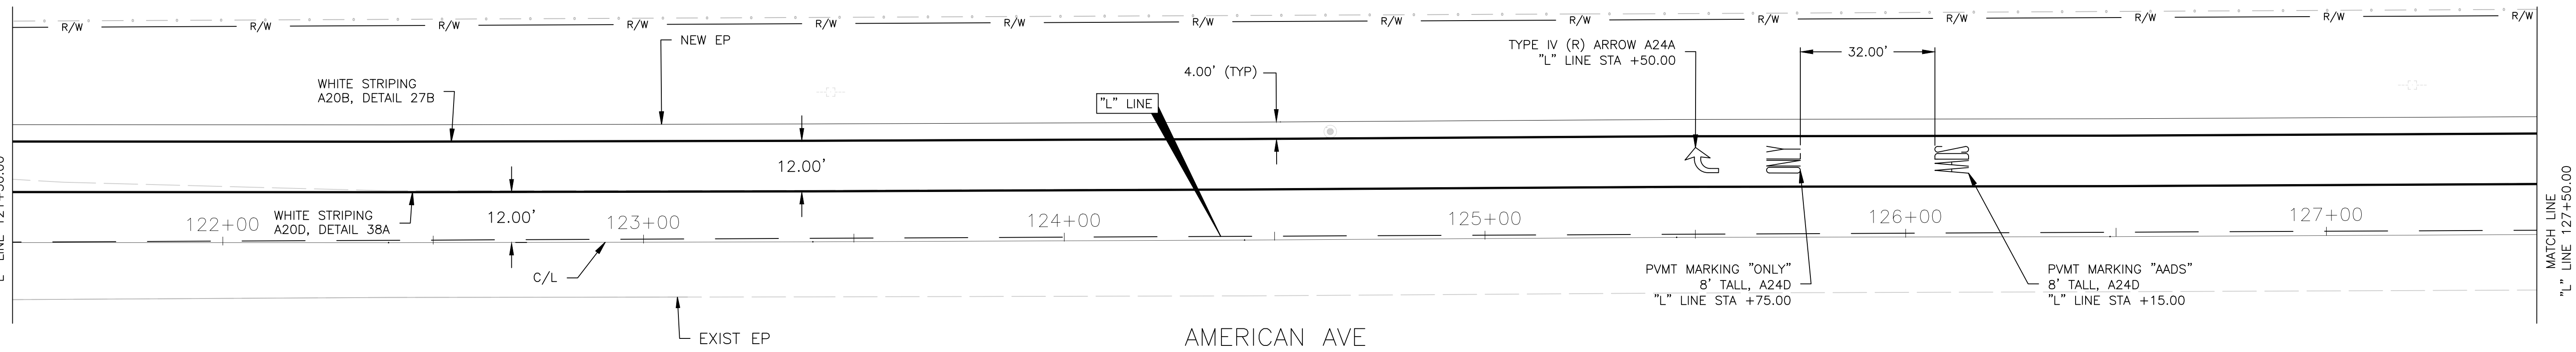 R/W R/W R/W R/W R/W R/W R/W R/W R/W R/W R/W R/W R/W R/W
NEW EP
TYPE IV (R) ARROW A24A
"L" LINE STA +50.00
32.00'
WHITE STRIPING
A20B, DETAIL 27B
4.00' (TYP)
"L" LINE
12.00'
ONLY
122+00
WHITE STRIPING
A20D, DETAIL 38A
12.00'
123+00
124+00
125+00
126+00
127+00
C/L
PVMT MARKING "ONLY"
8' TALL, A24D
"L" LINE STA +75.00
PVMT MARKING "AADS"
8' TALL, A24D
"L" LINE STA +15.00
EXIST EP
AMERICAN AVE
MATCH LINE
"L" LINE 127+50.00